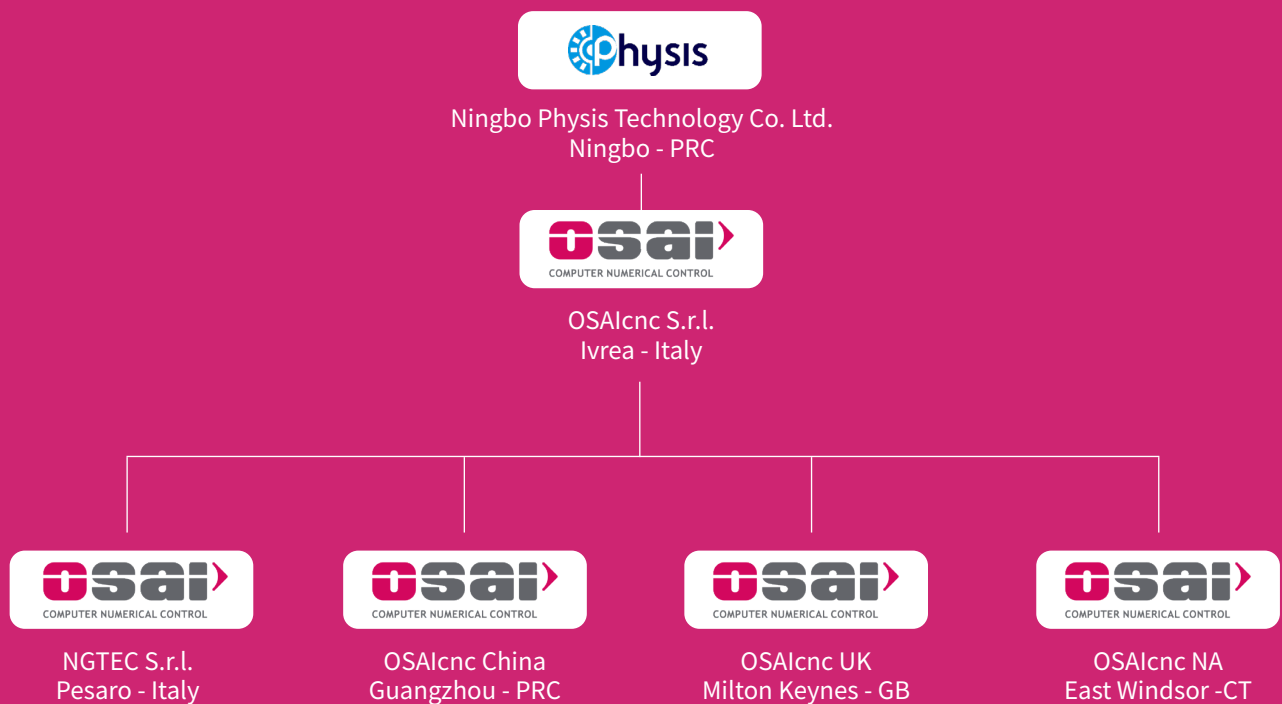 Physis
Ningbo Physis Technology Co. Ltd.
Ningbo - PRC
osai
COMPUTER NUMERICAL CONTROL
OSAIcnc S.r.l.
Ivrea - Italy
osai
COMPUTER NUMERICAL CONTROL
NGTEC S.r.l.
Pesaro - Italy
osai
COMPUTER NUMERICAL CONTROL
OSAIcnc China
Guangzhou - PRC
osai
COMPUTER NUMERICAL CONTROL
OSAIcnc UK
Milton Keynes - GB
osai
COMPUTER NUMERICAL CONTROL
OSAIcnc NA
East Windsor -CT